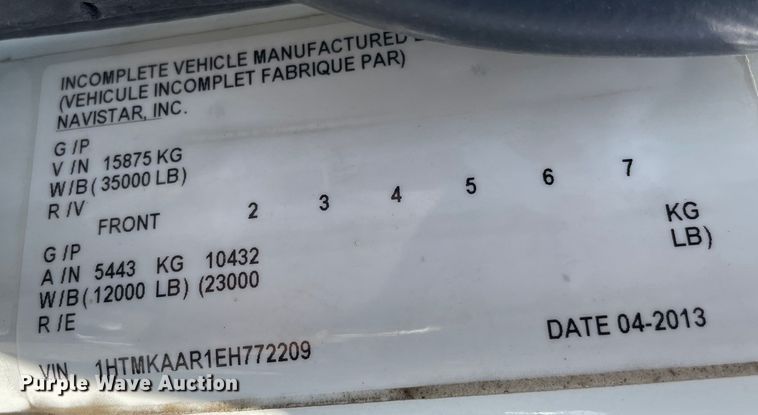 INCOMPLETE VEHICLE MANUFACTURED
(VEHICULE INCOMPLET FABRIQUE PAR)
NAVISTAR, INC.
G /P
V /N 15875 KG
W/B( 35000 LB)
R /V
FRONT 2 3 4 5 6 7
G /P
A /N 5443 KG 10432 KG
W/B( 12000 LB) (23000 LB)
R /E
VIN 1HTMKAAR1EH772209 DATE 04-2013
Purple Wave Auction